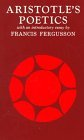 ARISTOTLE'S
POETICS
with an introductory essay by
FRANCIS FERGUSSON